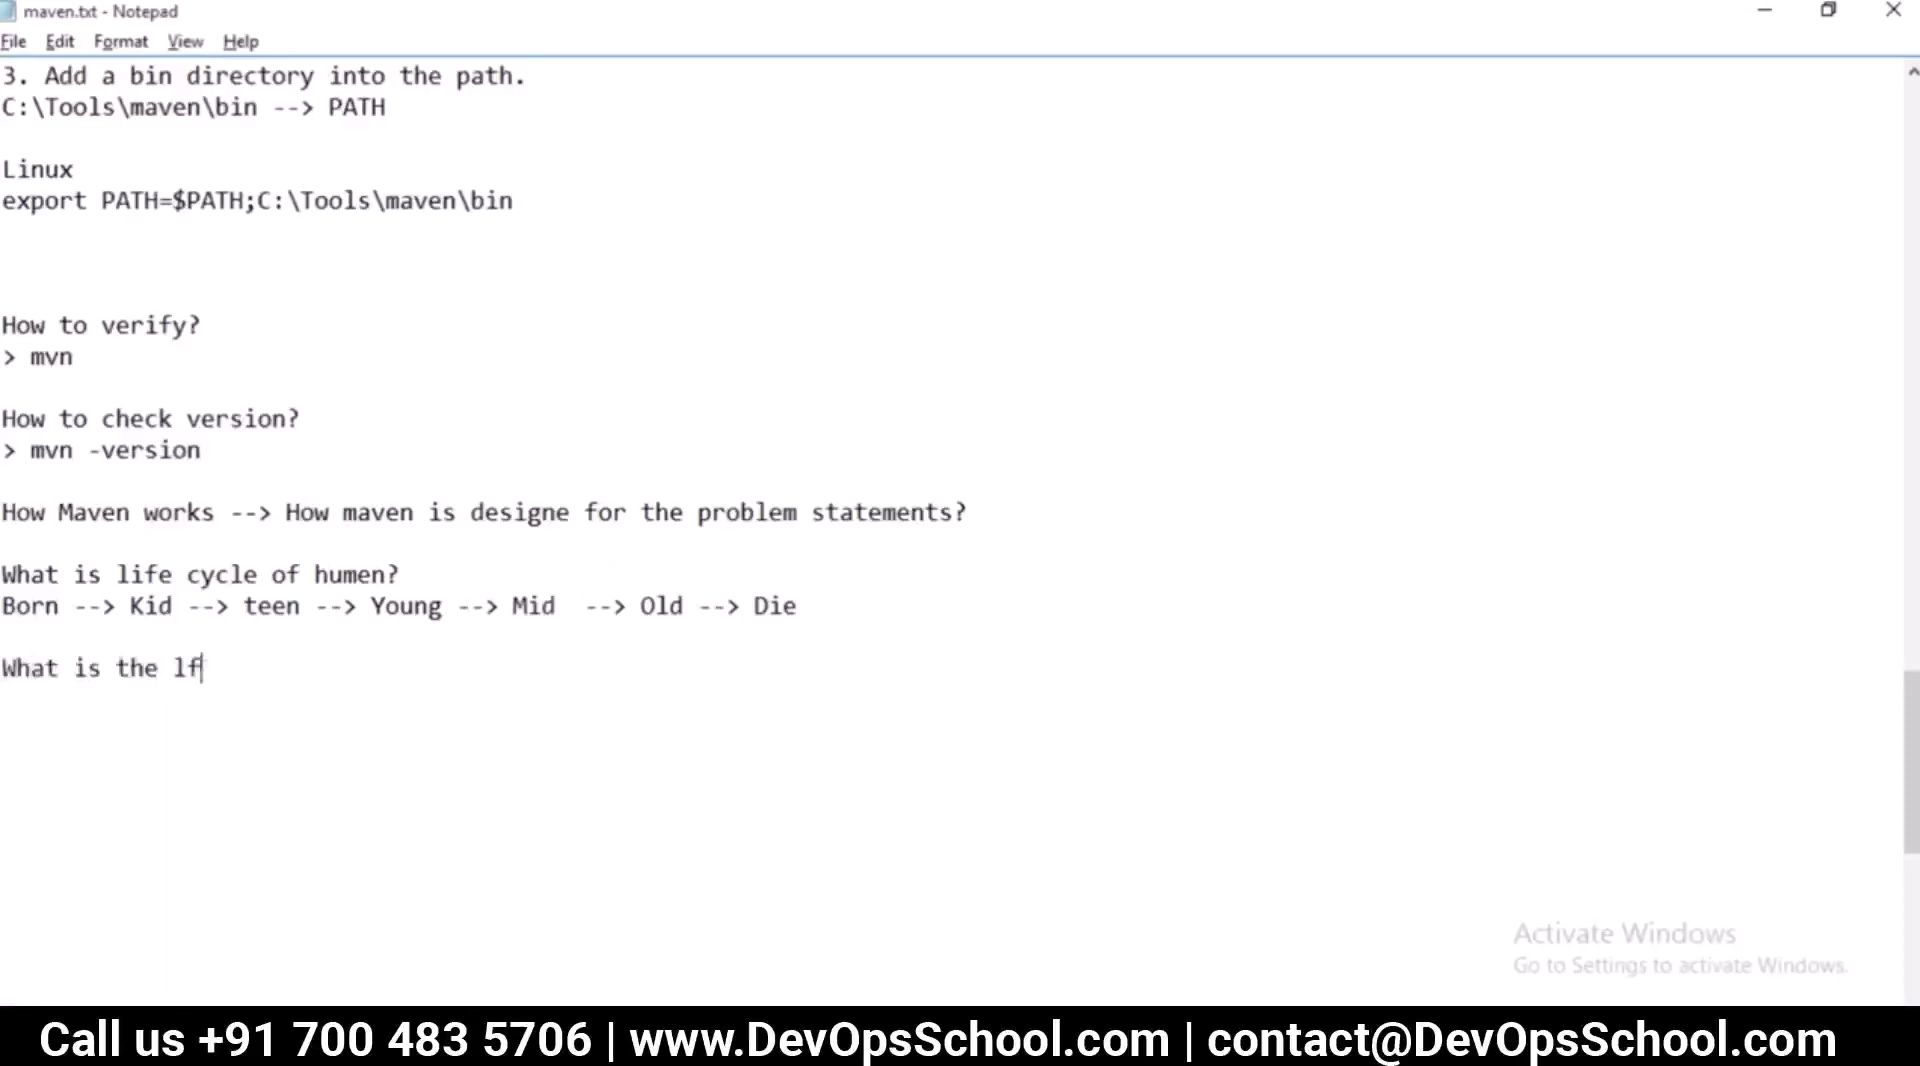 maven.txt - Notepad
File Edit Format View Help
3. Add a bin directory into the path.
C:\Tools\maven\bin --> PATH
Linux
export PATH=$PATH;C:\Tools\maven\bin
How to verify?
> mvn
How to check version?
> mvn -version
How Maven works --> How maven is designe for the problem statements?
What is life cycle of humen?
Born --> Kid --> teen --> Young --> Mid  --> Old --> Die
What is the lf
Activate Windows
Go to Settings to activate Windows.
Call us +91 700 483 5706 | www.DevOpsSchool.com | contact@DevOpsSchool.com